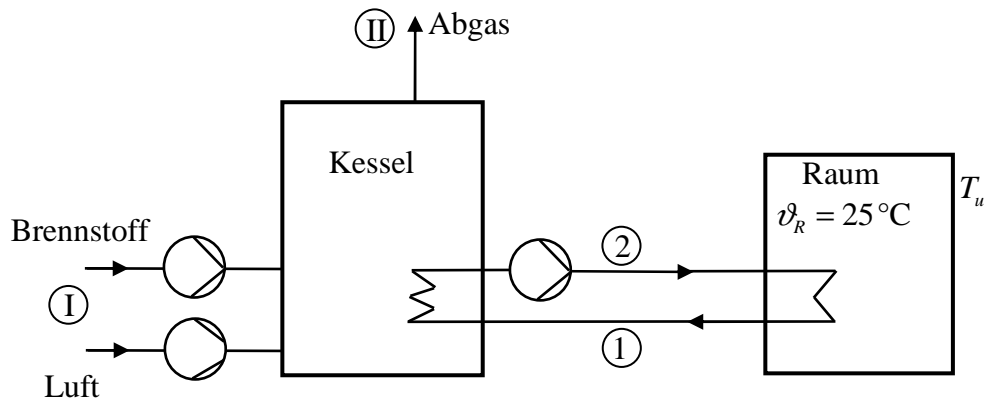 II Abgas
Kessel
Raum
ϑ_R = 25 °C
T_u
Brennstoff
2
I
1
Luft